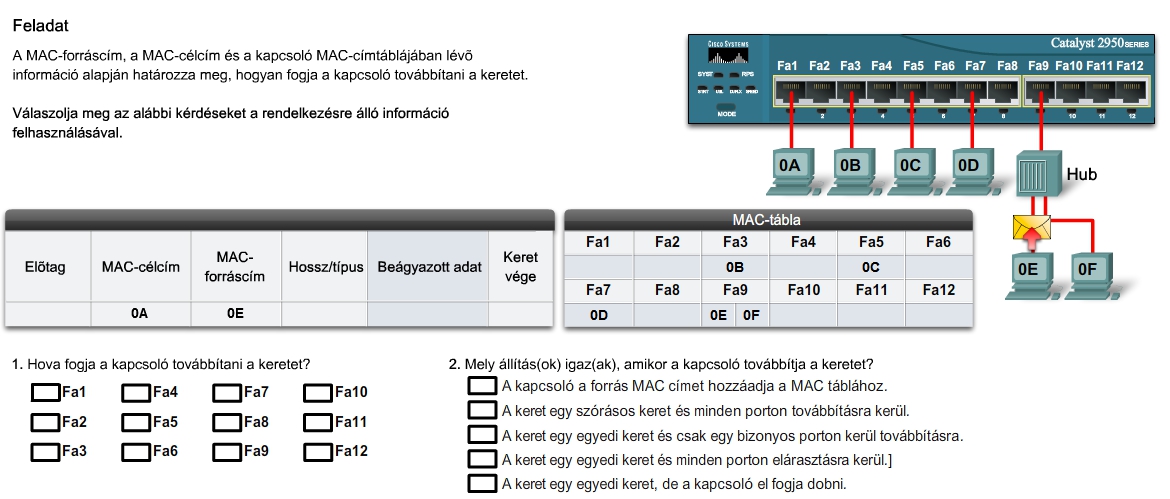 Feladat
A MAC-forráscím, a MAC-célcím és a kapcsoló MAC-címtáblájában lévő
információ alapján határozza meg, hogyan fogja a kapcsoló továbbítani a keretet.
Válaszolja meg az alábbi kérdéseket a rendelkezésre álló információ
felhasználásával.
CISCO SYSTEMS
Catalyst 2950 SERIES
Fa1 Fa2 Fa3 Fa4 Fa5 Fa6 Fa7 Fa8 Fa9 Fa10 Fa11 Fa12
SYST RPS
MODE
2 4 6 8 10 11 12
0A 0B 0C 0D
Hub
0E 0F
Előtag MAC-célcím MAC-forráscím Hossz/típus Beágyazott adat Keret vége
0A 0E
MAC-tábla
Fa1 Fa2 Fa3 Fa4 Fa5 Fa6
0B 0C
Fa7 Fa8 Fa9 Fa10 Fa11 Fa12
0D 0E 0F
1. Hova fogja a kapcsoló továbbítani a keretet?
Fa1 Fa4 Fa7 Fa10
Fa2 Fa5 Fa8 Fa11
Fa3 Fa6 Fa9 Fa12
2. Mely állítás(ok) igaz(ak), amikor a kapcsoló továbbítja a keretet?
A kapcsoló a forrás MAC címet hozzáadja a MAC táblához.
A keret egy szórásos keret és minden porton továbbításra kerül.
A keret egy egyedi keret és csak egy bizonyos porton kerül továbbításra.
A keret egy egyedi keret és minden porton elárasztásra kerül.]
A keret egy egyedi keret, de a kapcsoló el fogja dobni.